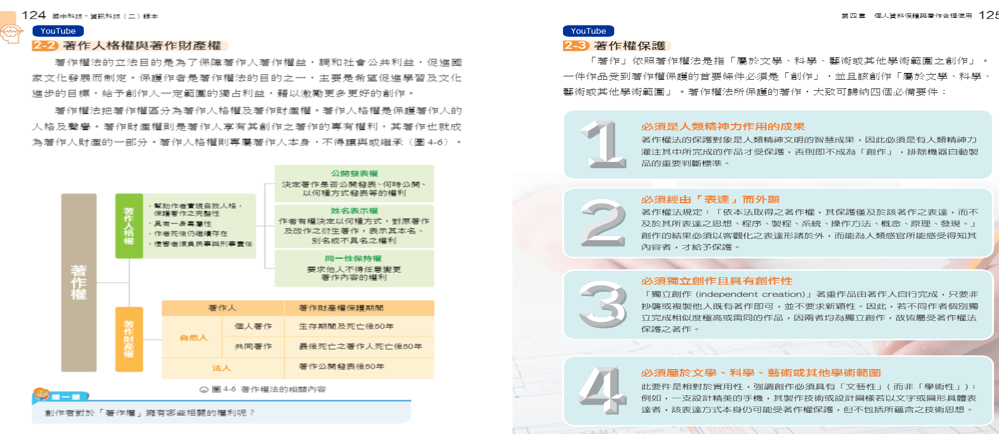 124 國中科技-資訊科技(二)課本
YouTube
2-2 著作人格權與著作財產權
著作權法的立法目的是為了保障著作人著作權益,調和社會公共利益,促進國
家文化發展而制定。保護作者是著作權法的目的之一,主要是希望促進學習及文化
進步的目標,給予創作人一定範圍的獨占利益,藉以激勵更多更好的創作。
著作權法把著作權區分為著作人格權及著作財產權。著作人格權是保護著作人的
人格及聲譽。著作財產權則是著作人享有其創作之著作的專有權利,其著作也就成
為著作人財產的一部分。著作人格權則專屬著作人本身,不得讓與或繼承(圖 4-6)。
著作權
著作人格權
•幫助作者實現自我人格,
保護著作之完整性
•具有一身專屬性
•作者死後仍繼續存在
•侵害者須負民事與刑事責任
公開發表權
決定著作是否公開發表、何時公開、
以何種方式發表等的權利
姓名表示權
作者有權決定以何種方式,對原著作
及改作之衍生著作,表示其本名、
別名或不具名之權利
同一性保持權
要求他人不得任意變更
著作內容的權利
著作財產權
著作人 著作財產權保護期間
自然人 個人著作 生存期間及死亡後50年
共同著作 最後死亡之著作人死亡後50年
法人 著作公開發表後50年
圖 4-6 著作權法的相關內容
想一想
創作者對於「著作權」擁有哪些相關的權利呢?
第四章 個人資料保護與著作合理使用 125
YouTube
2-3 著作權保護
「著作」依照著作權法是指「屬於文學、科學、藝術或其他學術範圍之創作」。
一件作品受到著作權保護的首要條件必須是「創作」,並且該創作「屬於文學、科學、
藝術或其他學術範圍」。著作權法所保護的著作,大致可歸納四個必備要件:
1
必須是人類精神力作用的成果
著作權法的保護對象是人類精神文明的智慧成果,因此必須是有人類精神力
灌注其中所完成的作品才受保護,否則即不成為「創作」,排除機器自動製
品的重要判斷標準。
2
必須經由「表達」而外顯
著作權法規定:「依本法取得之著作權,其保護僅及於該著作之表達,而不
及於其所表達之思想、程序、製程、系統、操作方法、概念、原理、發現。」
創作的結果必須以客觀化之表達形諸於外,而能為人類感官所能感受得知其
內容者,才給予保護。
3
必須獨立創作且具有創作性
「獨立創作 (independent creation)」著重作品由著作人自行完成,只要非
抄襲或複製他人既有著作即可,並不要求新穎性。因此,若不同作者個別獨
立完成相似度極高或雷同的作品,因兩者均為獨立創作,故皆屬受著作權法
保護之著作。
4
必須屬於文學、科學、藝術或其他學術範圍
此要件是相對於實用性,強調創作必須具有「文藝性」(而非「學術性」):
例如,一支設計精美的手機,其製作技術或設計圖樣若以文字或圖形具體表
達者,該表達方式本身仍可能受著作權保護,但不包括所蘊含之技術思想。